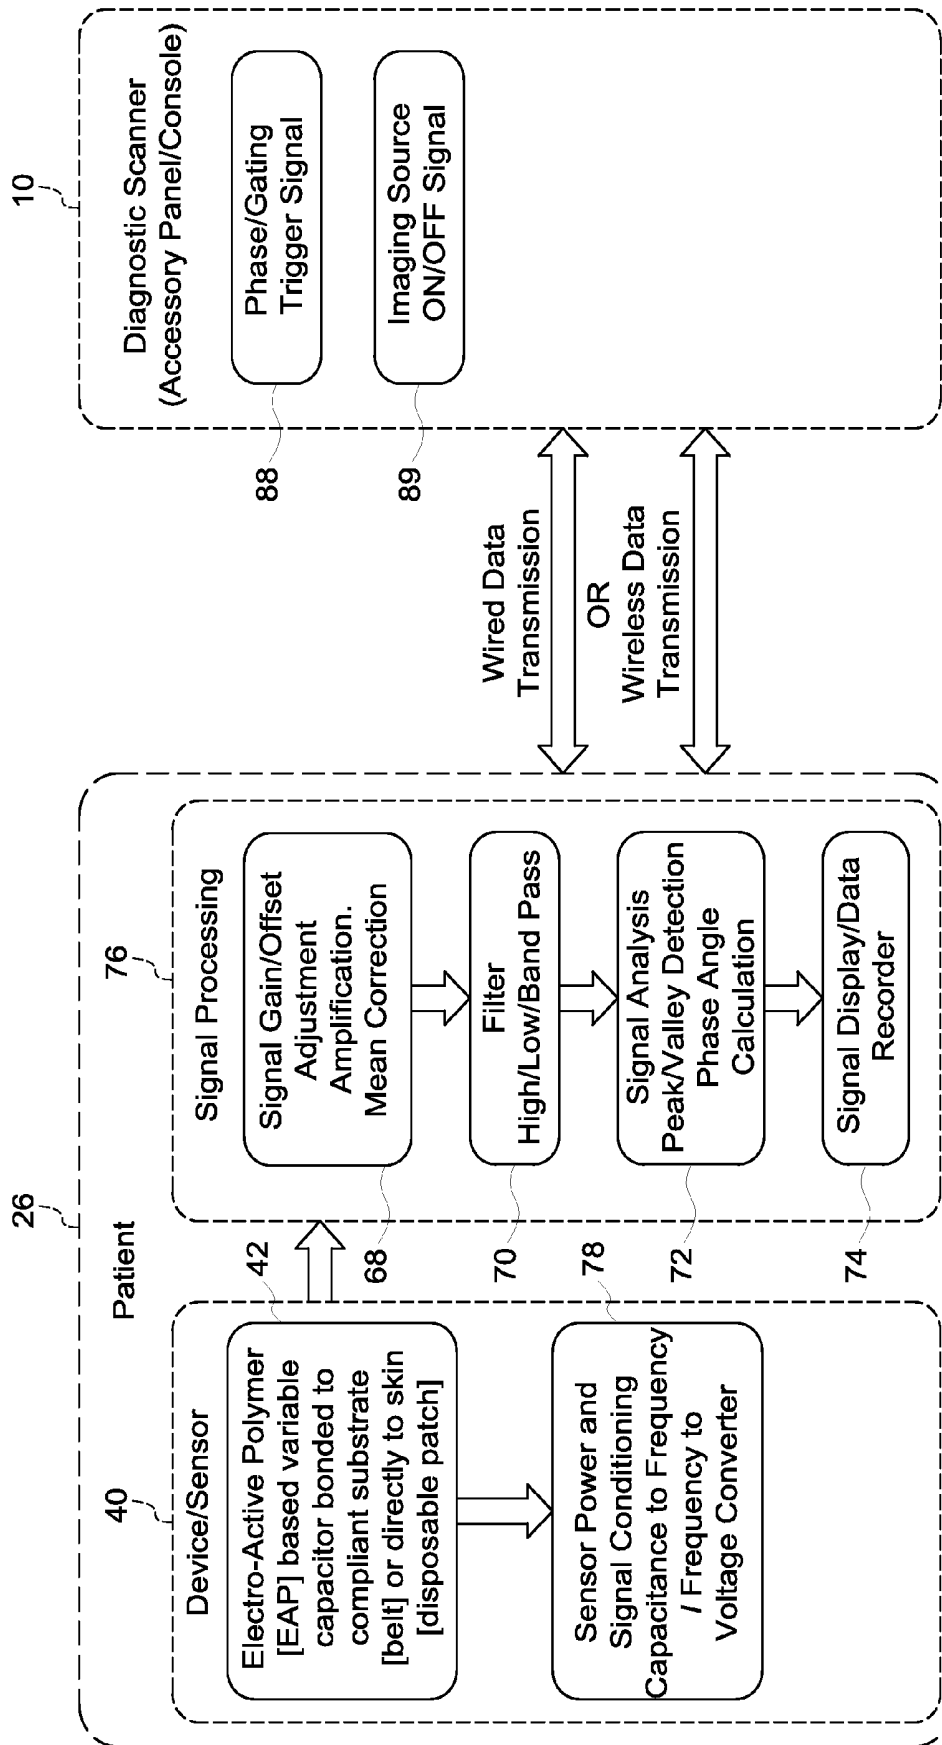 26
Patient
40
Device/Sensor
42
Electro-Active Polymer
[EAP] based variable
capacitor bonded to
compliant substrate
[belt] or directly to skin
[disposable patch]
78
Sensor Power and
Signal Conditioning
Capacitance to Frequency
/ Frequency to
Voltage Converter
76
Signal Processing
68
Signal Gain/Offset
Adjustment
Amplification.
Mean Correction
70
Filter
High/Low/Band Pass
72
Signal Analysis
Peak/Valley Detection
Phase Angle
Calculation
74
Signal Display/Data
Recorder
Wired Data
Transmission
OR
Wireless Data
Transmission
10
Diagnostic Scanner
(Accessory Panel/Console)
88
Phase/Gating
Trigger Signal
89
Imaging Source
ON/OFF Signal